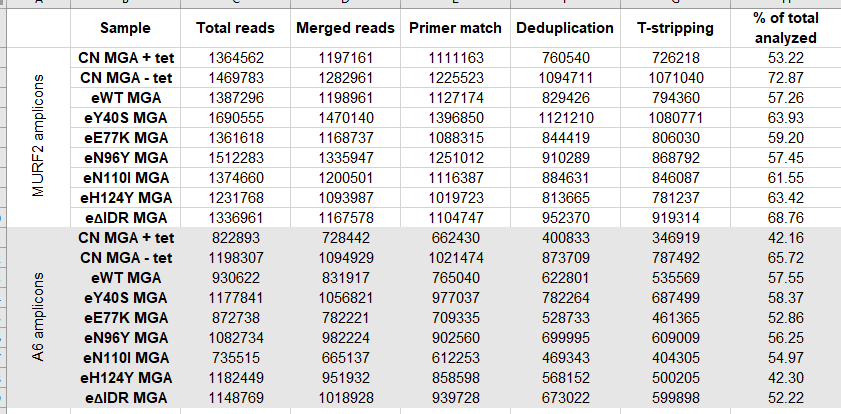 Sample Total reads Merged reads Primer match Deduplication T-stripping % of total analyzed
MURF2 amplicons
CN MGA + tet 1364562 1197161 1111163 760540 726218 53.22
CN MGA - tet 1469783 1282961 1225523 1094711 1071040 72.87
eWT MGA 1387296 1198961 1127174 829426 794360 57.26
eY40S MGA 1690555 1470140 1396850 1121210 1080771 63.93
eE77K MGA 1361618 1168737 1088315 844419 806030 59.20
eN96Y MGA 1512283 1335947 1251012 910289 868792 57.45
eN110I MGA 1374660 1200501 1116387 884631 846087 61.55
eH124Y MGA 1231768 1093987 1019723 813665 781237 63.42
eΔIDR MGA 1336961 1167578 1104747 952370 919314 68.76
A6 amplicons
CN MGA + tet 822893 728442 662430 400833 346919 42.16
CN MGA - tet 1198307 1094929 1021474 873709 787492 65.72
eWT MGA 930622 831917 765040 622801 535569 57.55
eY40S MGA 1177841 1056821 977037 782264 687499 58.37
eE77K MGA 872738 782221 709335 528733 461365 52.86
eN96Y MGA 1082734 982224 902560 699995 609009 56.25
eN110I MGA 735515 665137 612253 469343 404305 54.97
eH124Y MGA 1182449 951932 858598 568152 500205 42.30
eΔIDR MGA 1148769 1018928 939728 673022 599898 52.22